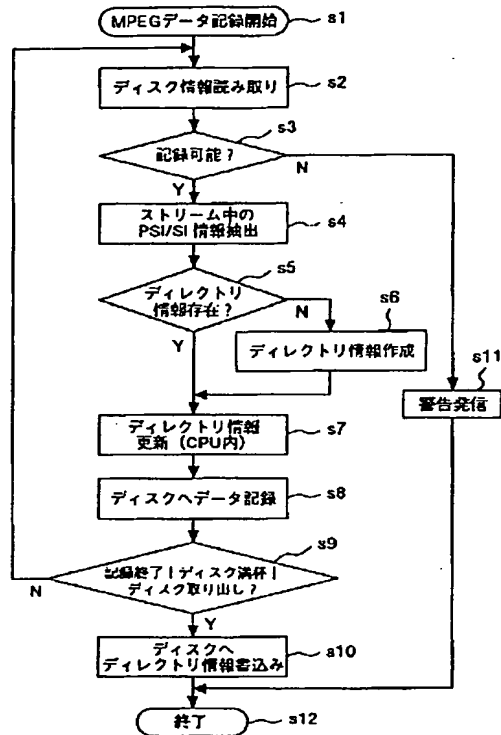 MPEGデータ記録開始
s1
ディスク情報読み取り
s2
s3
記録可能？
N
Y
ストリーム中の
PSI/SI 情報抽出
s4
s5
ディレクトリ
情報存在？
N
Y
s6
ディレクトリ情報作成
s11
警告発信
ディレクトリ情報
更新（CPU内）
s7
ディスクへデータ記録
s8
s9
記録終了｜ディスク満杯｜
ディスク取り出し？
N
Y
ディスクへ
ディレクトリ情報書込み
s10
終了
s12